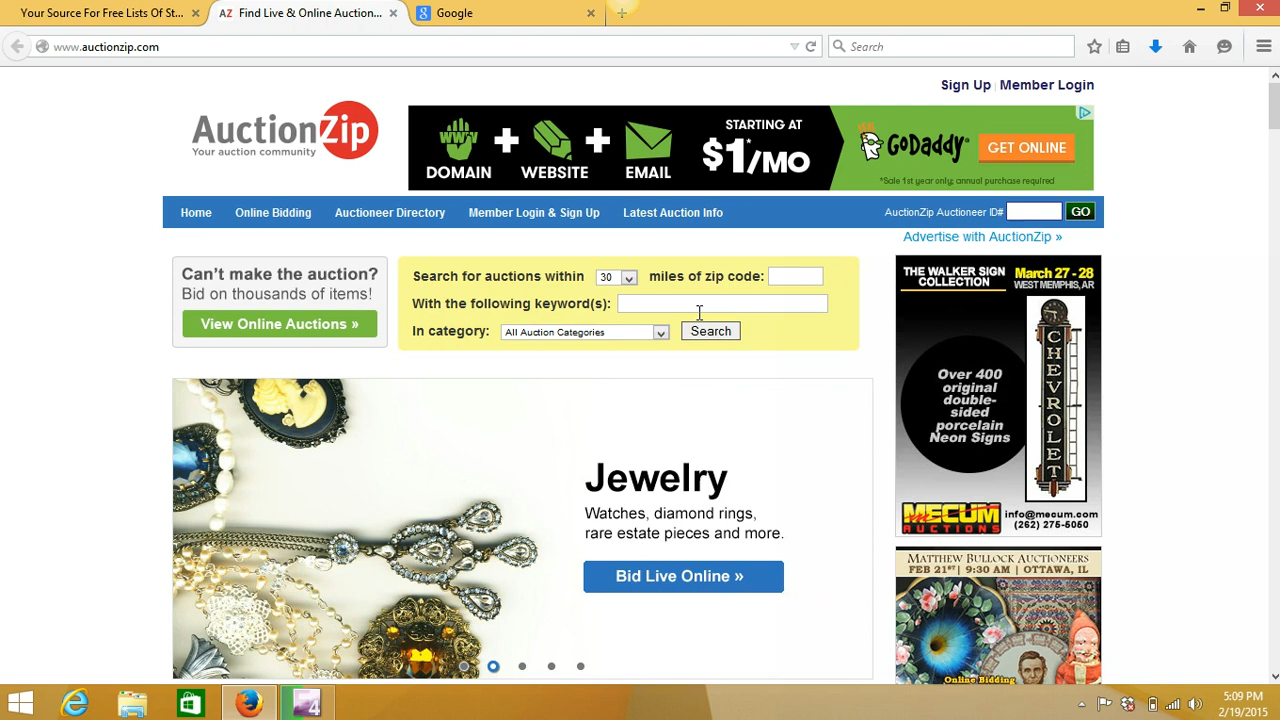 Your Source For Free Lists Of St...
AZ Find Live & Online Auction...
Google
www.auctionzip.com
Search
Sign Up | Member Login
AuctionZip
Your auction community
www
DOMAIN + WEBSITE + EMAIL
STARTING AT
$1*/MO
GoDaddy
GET ONLINE
*Sale 1st year only; annual purchase required
Home Online Bidding Auctioneer Directory Member Login & Sign Up Latest Auction Info
AuctionZip Auctioneer ID# GO
Advertise with AuctionZip »
Can't make the auction?
Bid on thousands of items!
View Online Auctions »
Search for auctions within 30 miles of zip code:
With the following keyword(s):
In category: All Auction Categories Search
THE WALKER SIGN
COLLECTION
March 27 - 28
WEST MEMPHIS, AR
CHEVROLET
Over 400
original
double-
sided
porcelain
Neon Signs
MECUM
AUCTIONS
info@mecum.com
(262) 275-5050
Jewelry
Watches, diamond rings,
rare estate pieces and more.
Bid Live Online »
MATTHEW BULLOCK AUCTIONEERS
FEB 21ST | 9:30 AM | OTTAWA, IL
Online Bidding
4
5:09 PM
2/19/2015